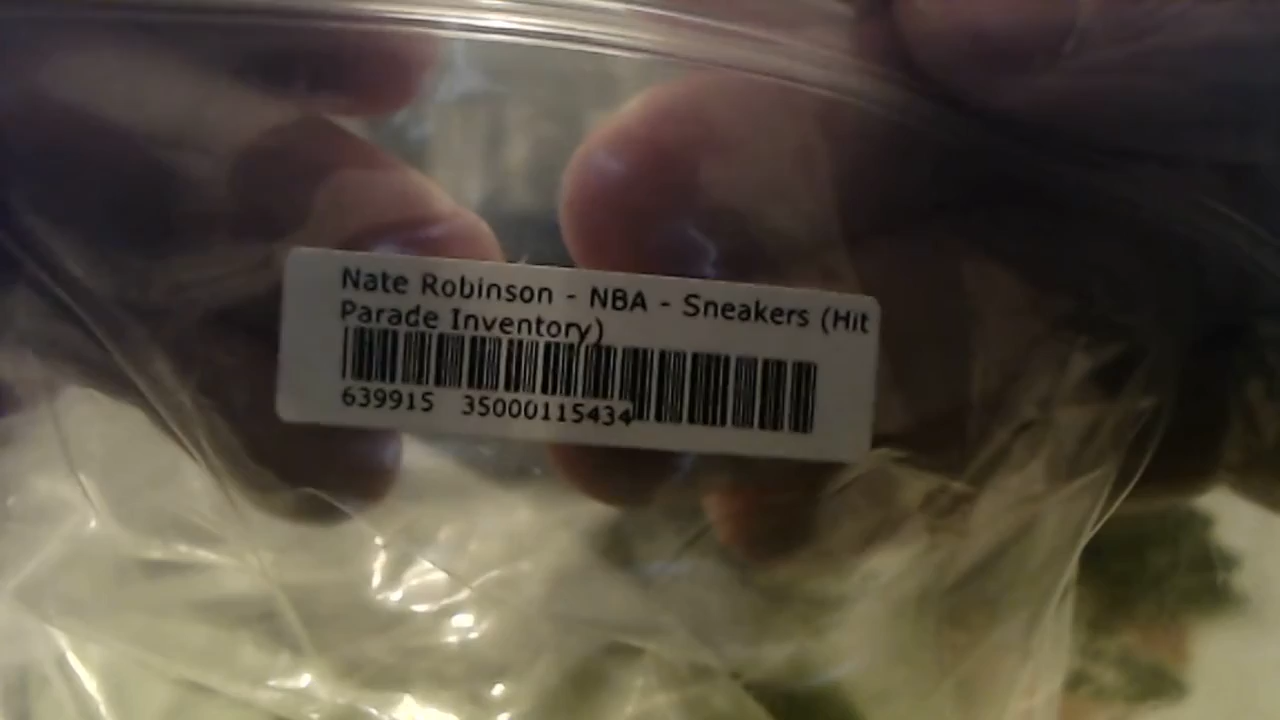 Nate Robinson - NBA - Sneakers (Hit
Parade Inventory)
639915 35000115434